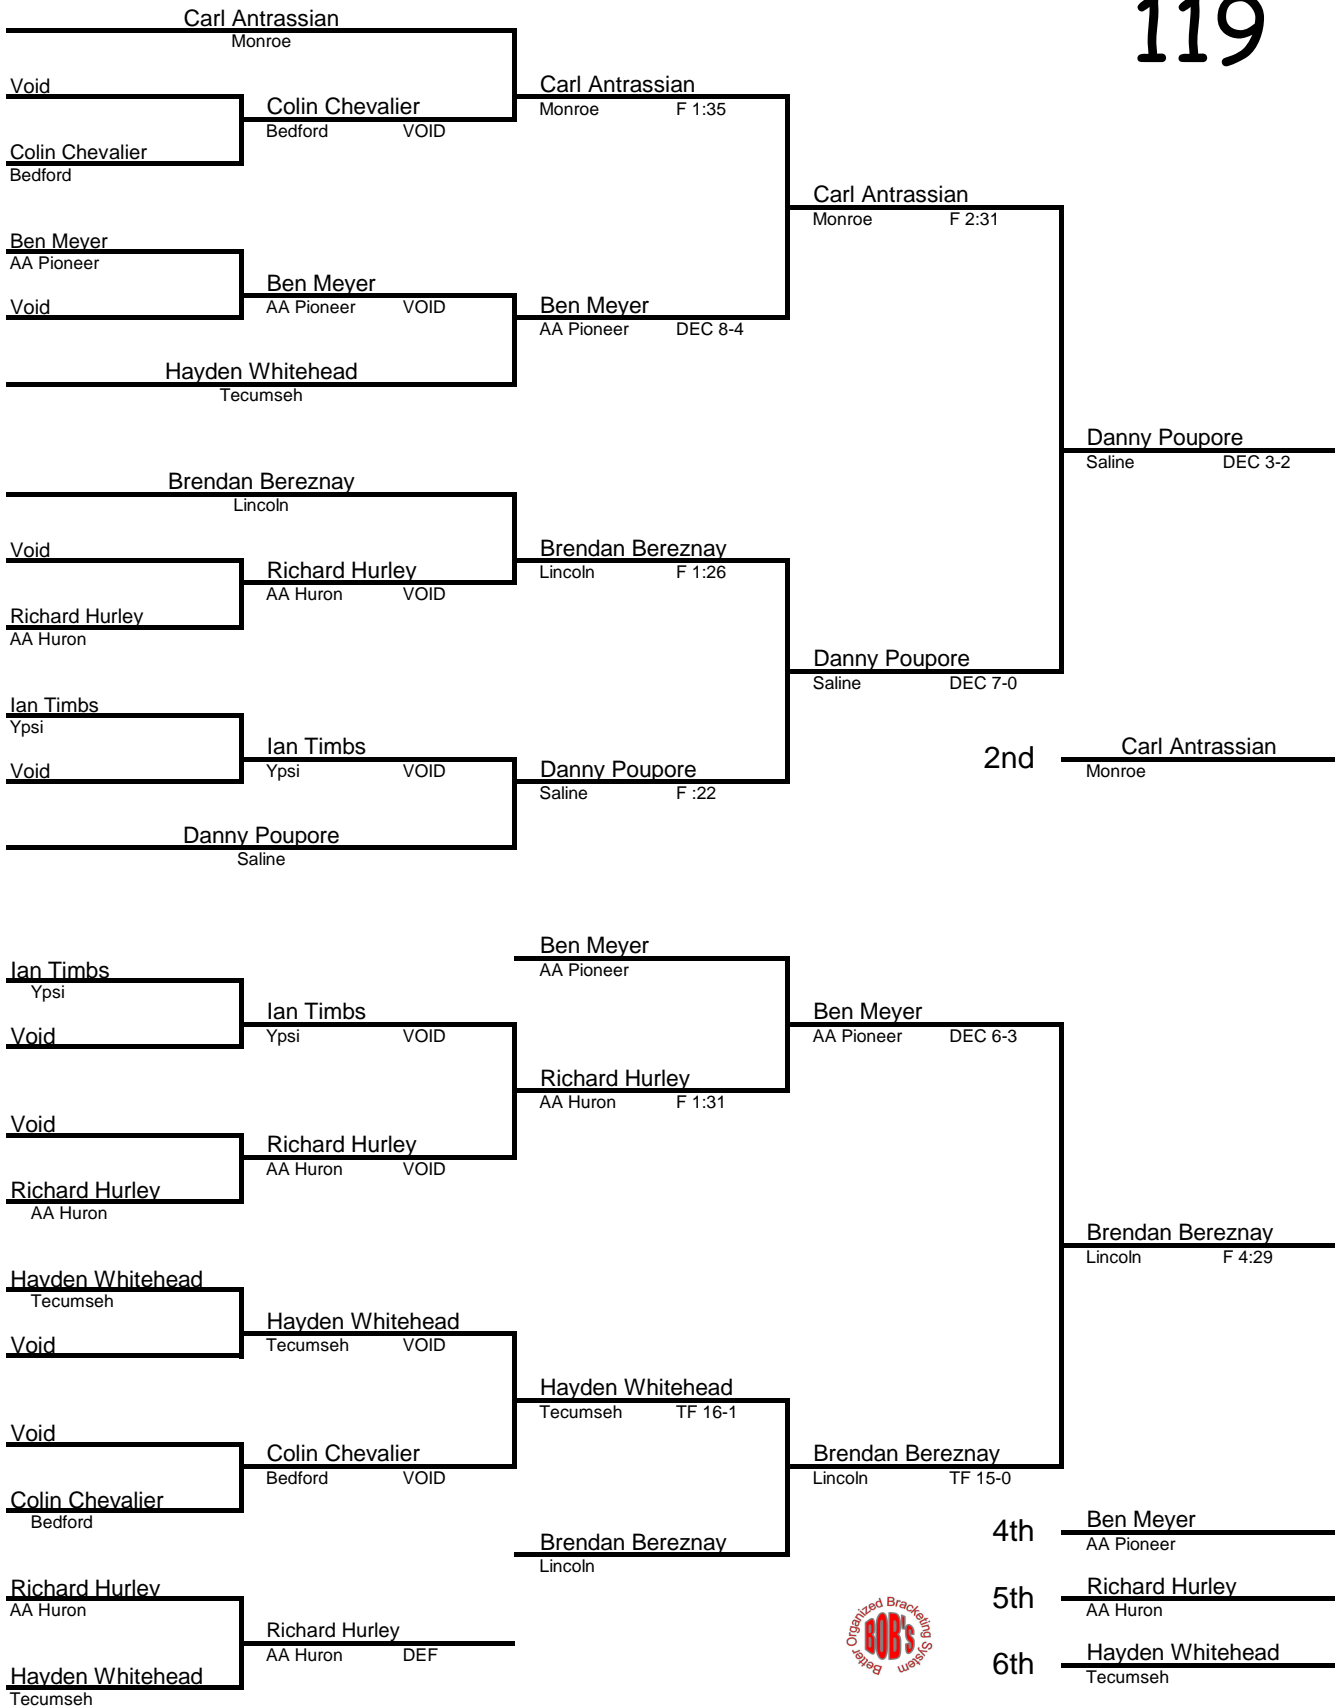 119
Carl Antrassian
Monroe
Void
Colin Chevalier
Bedford VOID
Colin Chevalier
Bedford
Carl Antrassian
Monroe F 1:35
Ben Meyer
AA Pioneer
Void
Ben Meyer
AA Pioneer VOID
Ben Meyer
AA Pioneer DEC 8-4
Hayden Whitehead
Tecumseh
Carl Antrassian
Monroe F 2:31
Brendan Bereznay
Lincoln
Void
Richard Hurley
AA Huron VOID
Richard Hurley
AA Huron
Brendan Bereznay
Lincoln F 1:26
Ian Timbs
Ypsi
Void
Ian Timbs
Ypsi VOID
Danny Poupore
Saline F :22
Danny Poupore
Saline
Danny Poupore
Saline DEC 7-0
Danny Poupore
Saline DEC 3-2
2nd Carl Antrassian
Monroe
Ian Timbs
Ypsi
Void
Ian Timbs
Ypsi VOID
Void
Richard Hurley
AA Huron
Richard Hurley
AA Huron VOID
Ben Meyer
AA Pioneer
Richard Hurley
AA Huron F 1:31
Ben Meyer
AA Pioneer DEC 6-3
Hayden Whitehead
Tecumseh
Void
Hayden Whitehead
Tecumseh VOID
Void
Colin Chevalier
Bedford
Colin Chevalier
Bedford VOID
Hayden Whitehead
Tecumseh TF 16-1
Brendan Bereznay
Lincoln
Brendan Bereznay
Lincoln TF 15-0
Brendan Bereznay
Lincoln F 4:29
Richard Hurley
AA Huron
Hayden Whitehead
Tecumseh
Richard Hurley
AA Huron DEF
Better Organized Bracketing System
BOB's
4th Ben Meyer
AA Pioneer
5th Richard Hurley
AA Huron
6th Hayden Whitehead
Tecumseh